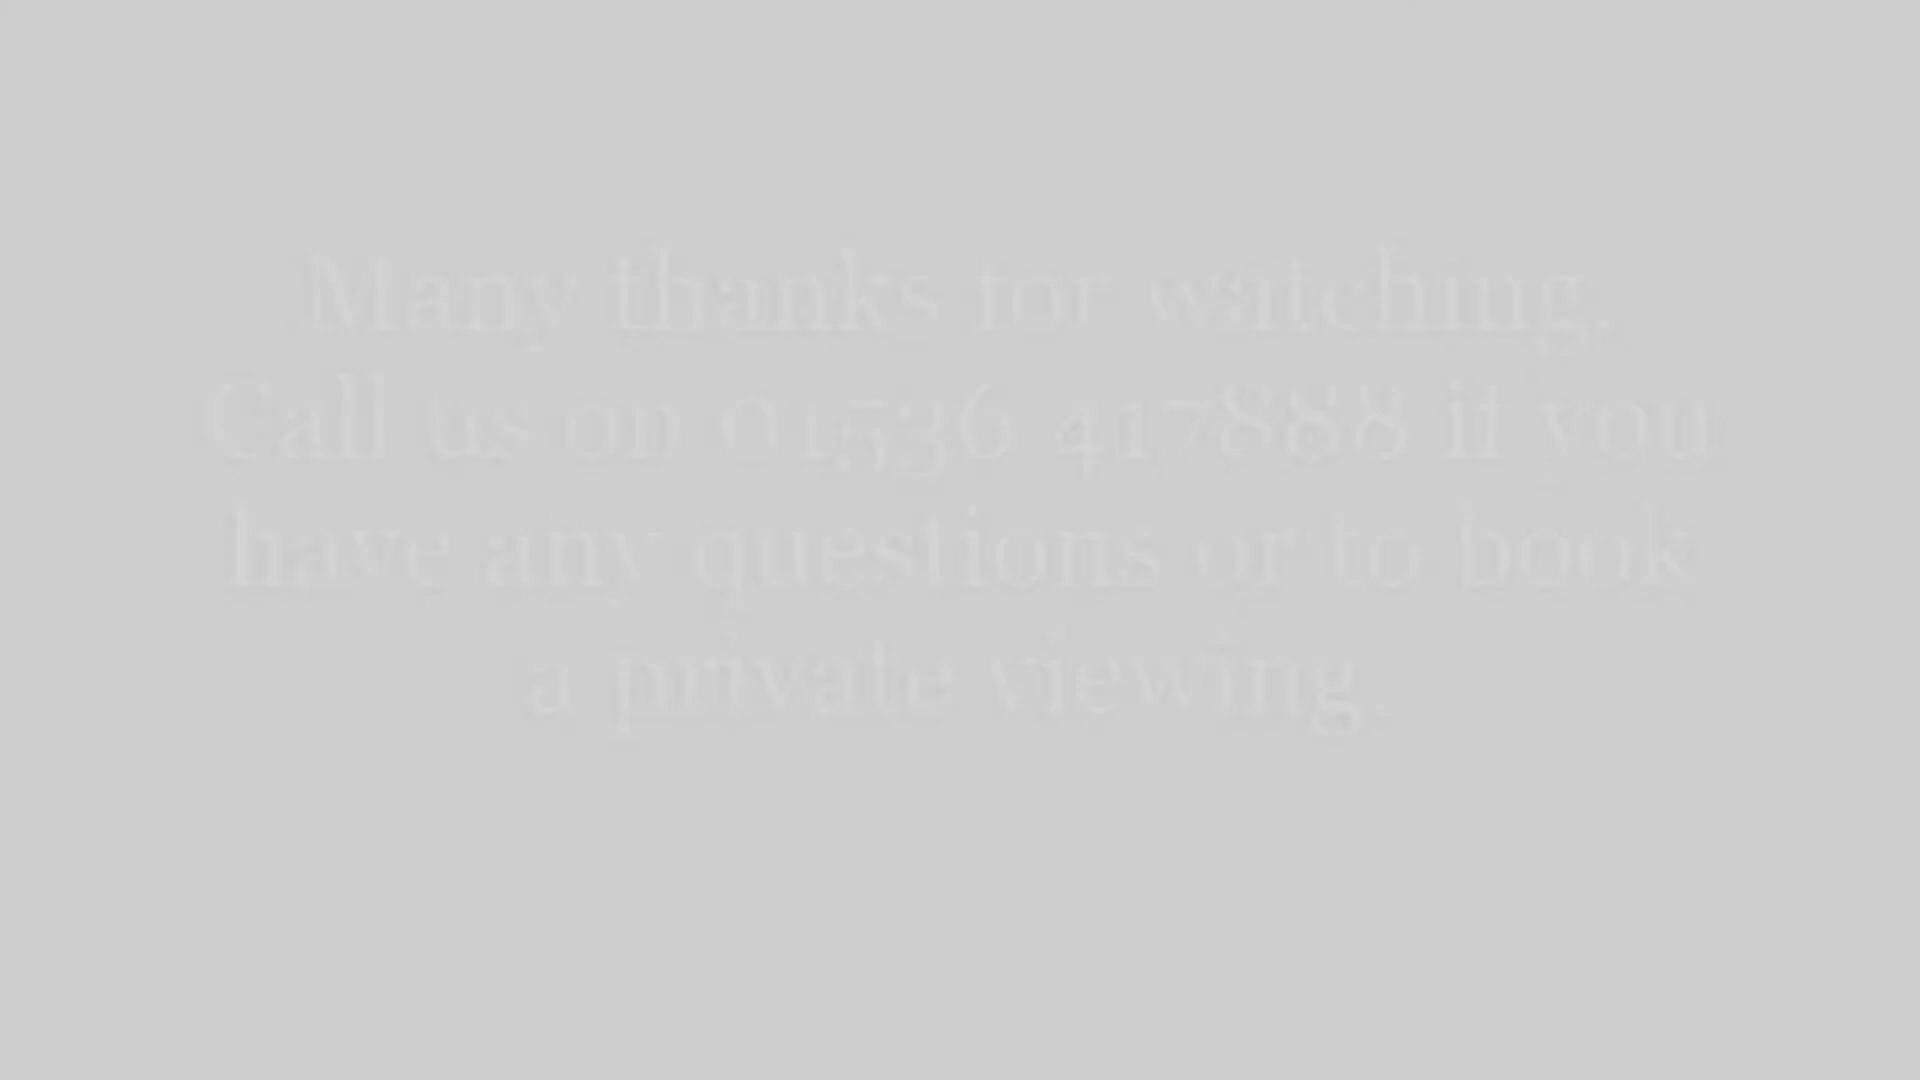 Many thanks for watching.
Call us on 01536 417888 if you
have any questions or to book
a private viewing.